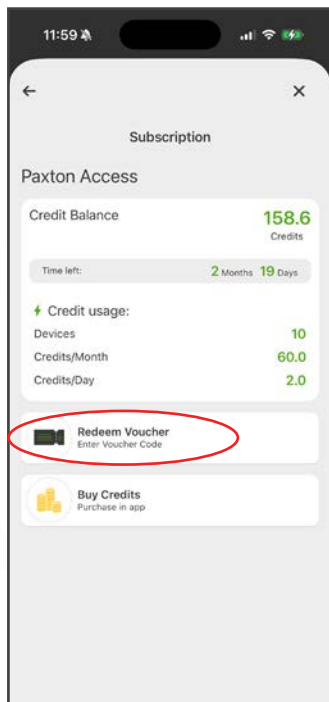 11:59
Subscription
Paxton Access
Credit Balance 158.6
Credits
Time left: 2 Months 19 Days
Credit usage:
Devices 10
Credits/Month 60.0
Credits/Day 2.0
Redeem Voucher
Enter Voucher Code
Buy Credits
Purchase in app